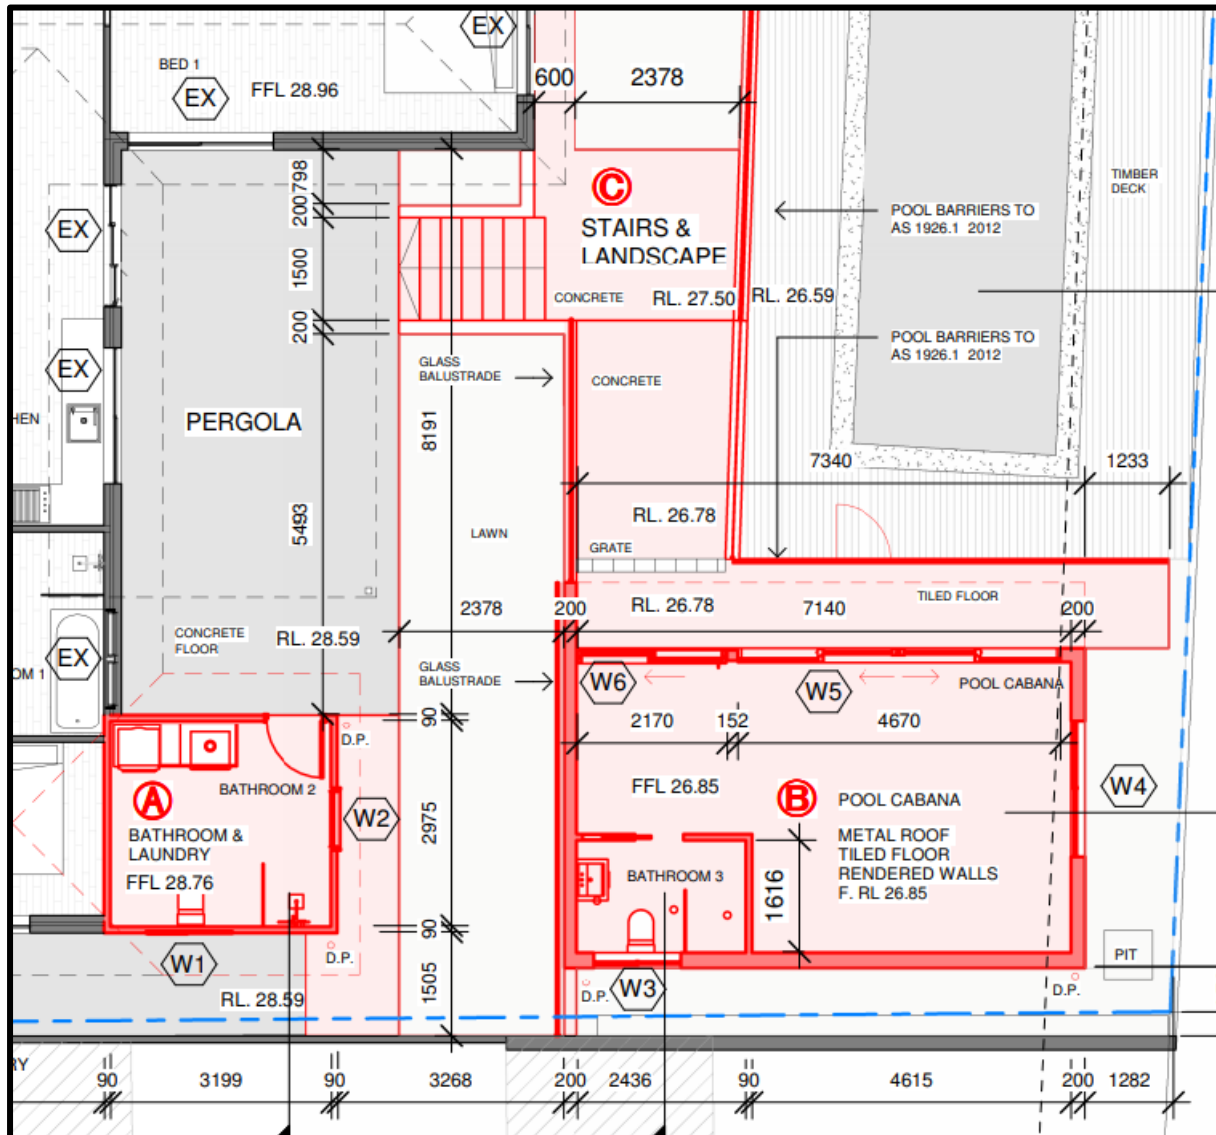 EX
BED 1
EX
FFL 28.96
600
2378
798
200
1500
200
EX
C
STAIRS &
LANDSCAPE
CONCRETE
RL. 27.50
RL. 26.59
TIMBER
DECK
POOL BARRIERS TO
AS 1926.1 2012
POOL BARRIERS TO
AS 1926.1 2012
EX
HEN
PERGOLA
GLASS
BALUSTRADE
CONCRETE
8191
5493
LAWN
7340
1233
RL. 26.78
GRATE
2378
200
RL. 26.78
7140
TILED FLOOR
200
CONCRETE
FLOOR
RL. 28.59
EX
OM 1
GLASS
BALUSTRADE
W6
W5
POOL CABANA
90
D.P.
2170
152
4670
A
BATHROOM 2
BATHROOM &
LAUNDRY
FFL 28.76
W2
2975
FFL 26.85
B
POOL CABANA
METAL ROOF
TILED FLOOR
RENDERED WALLS
F. RL 26.85
W4
BATHROOM 3
1616
90
W1
D.P.
RL. 28.59
1505
D.P.
W3
D.P.
PIT
RY
90
3199
90
3268
200
2436
90
4615
200
1282